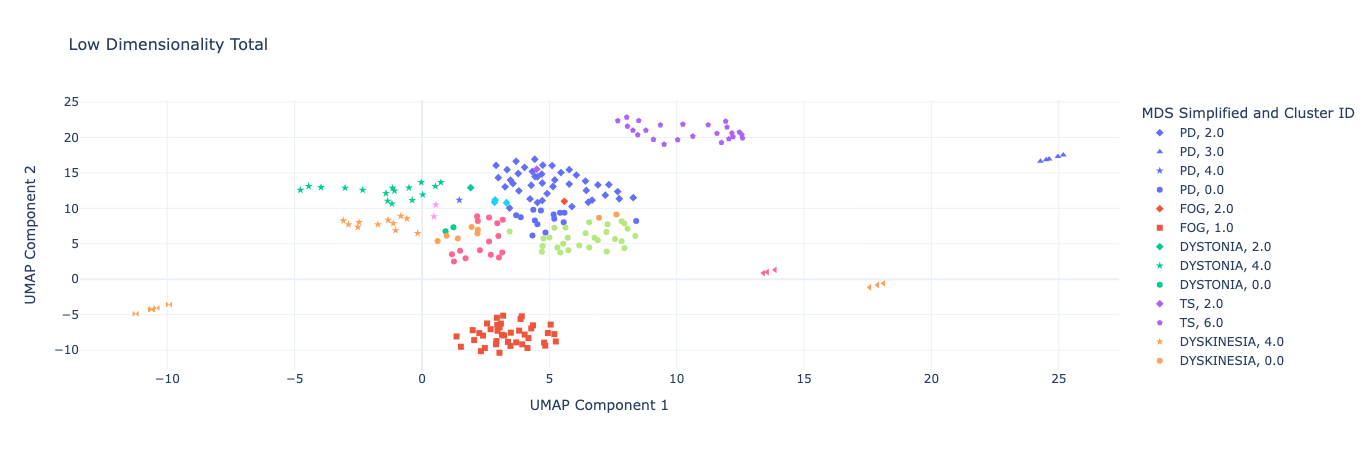 Low Dimensionality Total
25
20
15
10
5
0
−5
−10
−10
−5
0
5
10
15
20
25
UMAP Component 1
UMAP Component 2
MDS Simplified and Cluster ID
PD, 2.0
PD, 3.0
PD, 4.0
PD, 0.0
FOG, 2.0
FOG, 1.0
DYSTONIA, 2.0
DYSTONIA, 4.0
DYSTONIA, 0.0
TS, 2.0
TS, 6.0
DYSKINESIA, 4.0
DYSKINESIA, 0.0